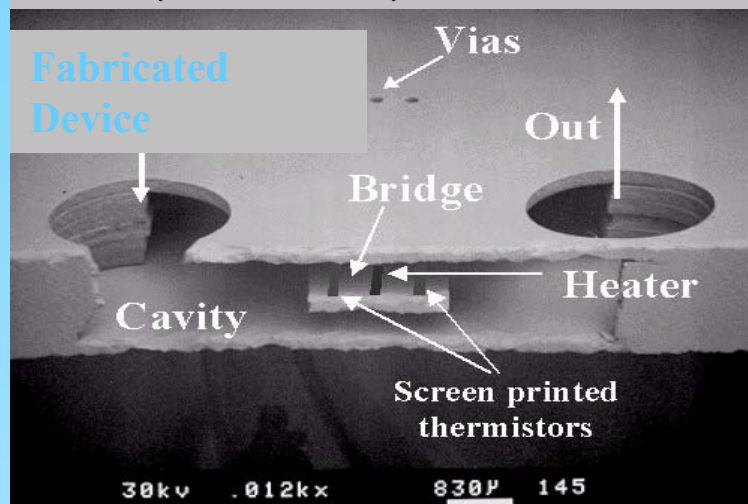 Fabricated
Device
Vias
Out
Bridge
Heater
Cavity
Screen printed
thermistors
30kv .012kx 830µ 145